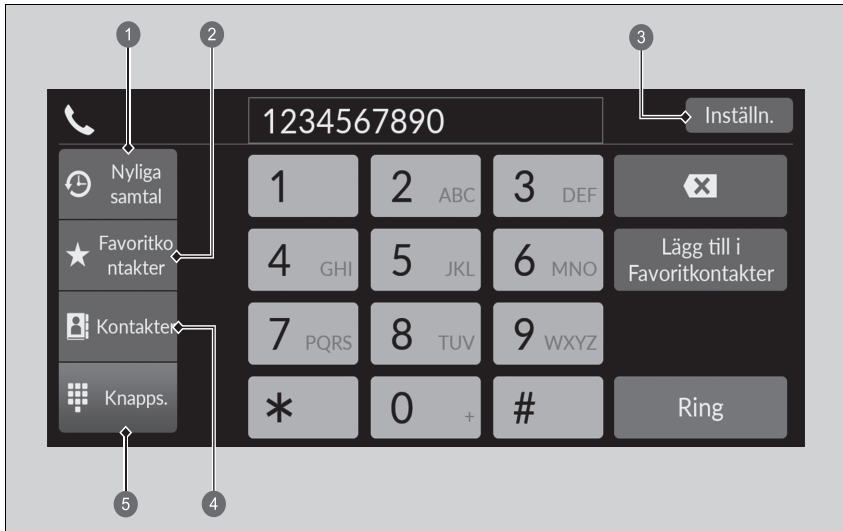 1
2
3
1234567890
Inställn.
Nyliga
samtal
1
2 ABC
3 DEF
Favoritko
ntakter
4 GHI
5 JKL
6 MNO
Lägg till i
Favoritkontakter
Kontakter
7 PQRS
8 TUV
9 WXYZ
Knapps.
*
0 +
#
Ring
5
4